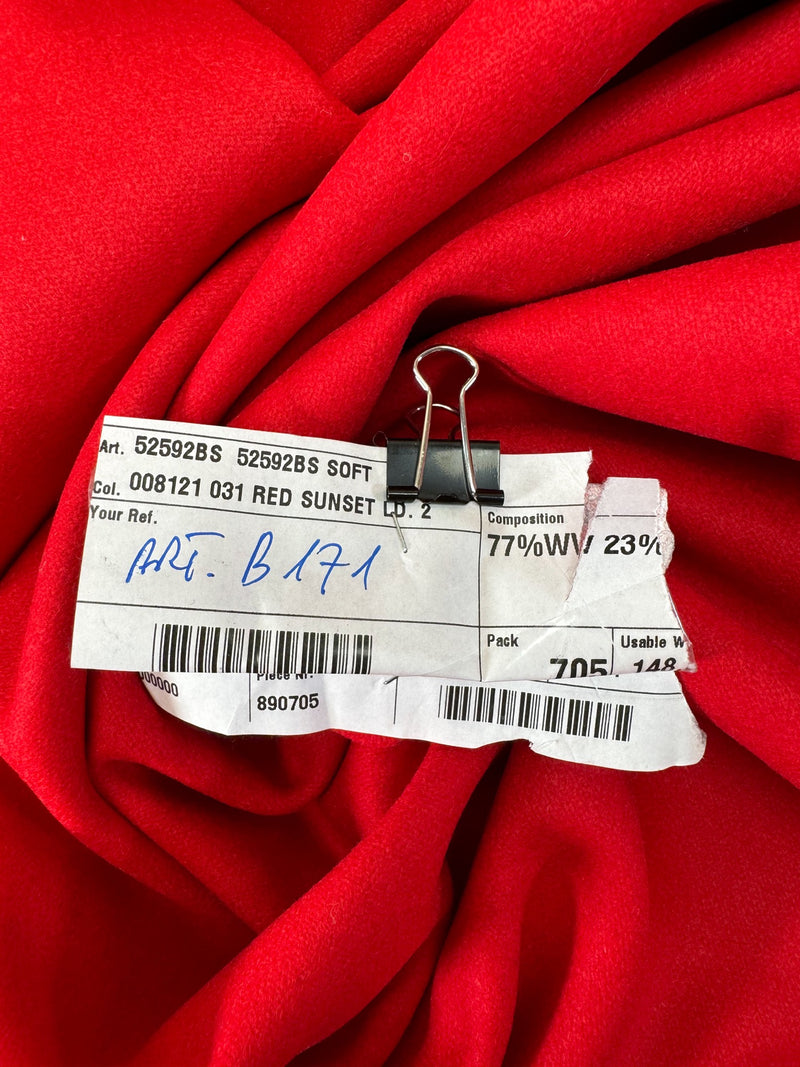 Art. 52592BS 52592BS SOFT
Col. 008121 031 RED SUNSET LD. 2
Your Ref.
ART. B171
Composition
77%WV 23%
Pack
705
Usable W
148
000000
Piece Nr.
890705